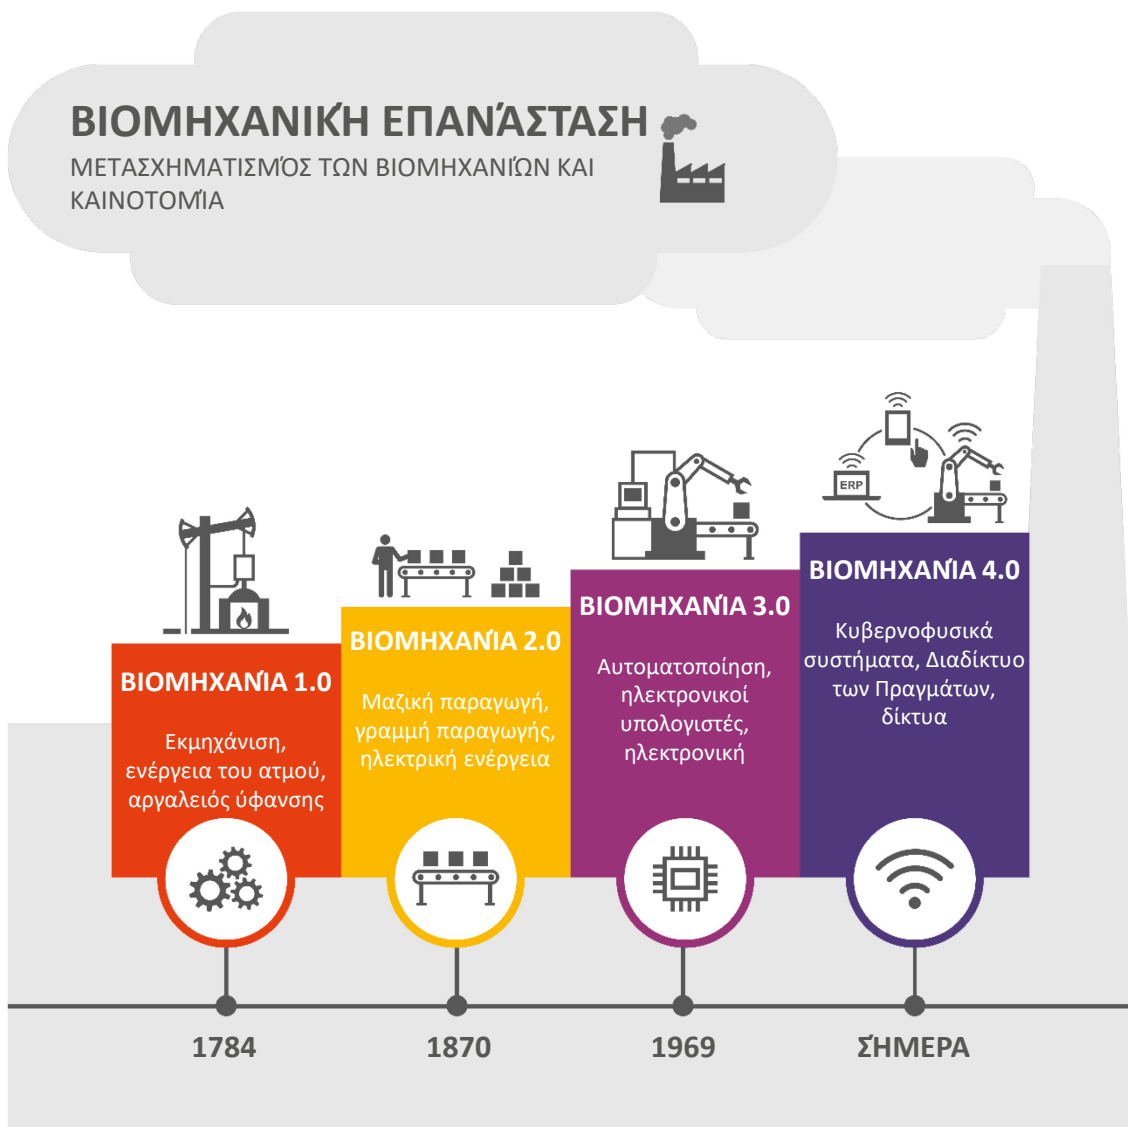 ΒΙΟΜΗΧΑΝΙΚΉ ΕΠΑΝΆΣΤΑΣΗ
ΜΕΤΑΣΧΗΜΑΤΙΣΜΌΣ ΤΩΝ ΒΙΟΜΗΧΑΝΙΏΝ ΚΑΙ
ΚΑΙΝΟΤΟΜΊΑ
ERP
ΒΙΟΜΗΧΑΝΊΑ 1.0
Εκμηχάνιση,
ενέργεια του ατμού,
αργαλειός ύφανσης
ΒΙΟΜΗΧΑΝΊΑ 2.0
Μαζική παραγωγή,
γραμμή παραγωγής,
ηλεκτρική ενέργεια
ΒΙΟΜΗΧΑΝΊΑ 3.0
Αυτοματοποίηση,
ηλεκτρονικοί
υπολογιστές,
ηλεκτρονική
ΒΙΟΜΗΧΑΝΊΑ 4.0
Κυβερνοφυσικά
συστήματα, Διαδίκτυο
των Πραγμάτων,
δίκτυα
1784
1870
1969
ΣΉΜΕΡΑ